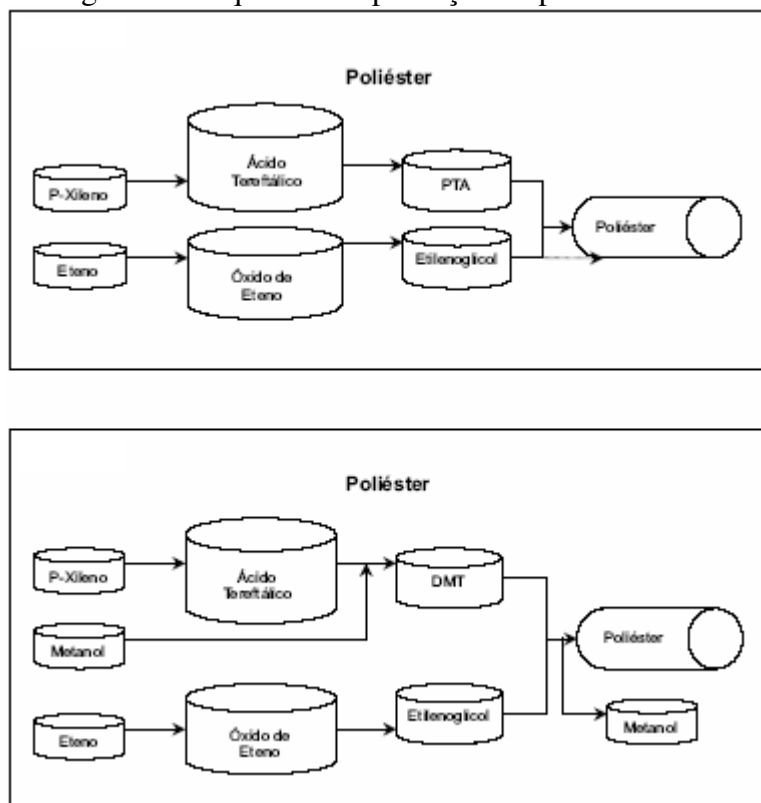 Poliéster
Ácido
Tereftálico
P-Xileno
PTA
Poliéster
Eteno
Óxido de
Eteno
Etilenoglicol
Poliéster
P-Xileno
Ácido
Tereftálico
DMT
Metanol
Poliéster
Eteno
Óxido de
Eteno
Etilenoglicol
Metanol